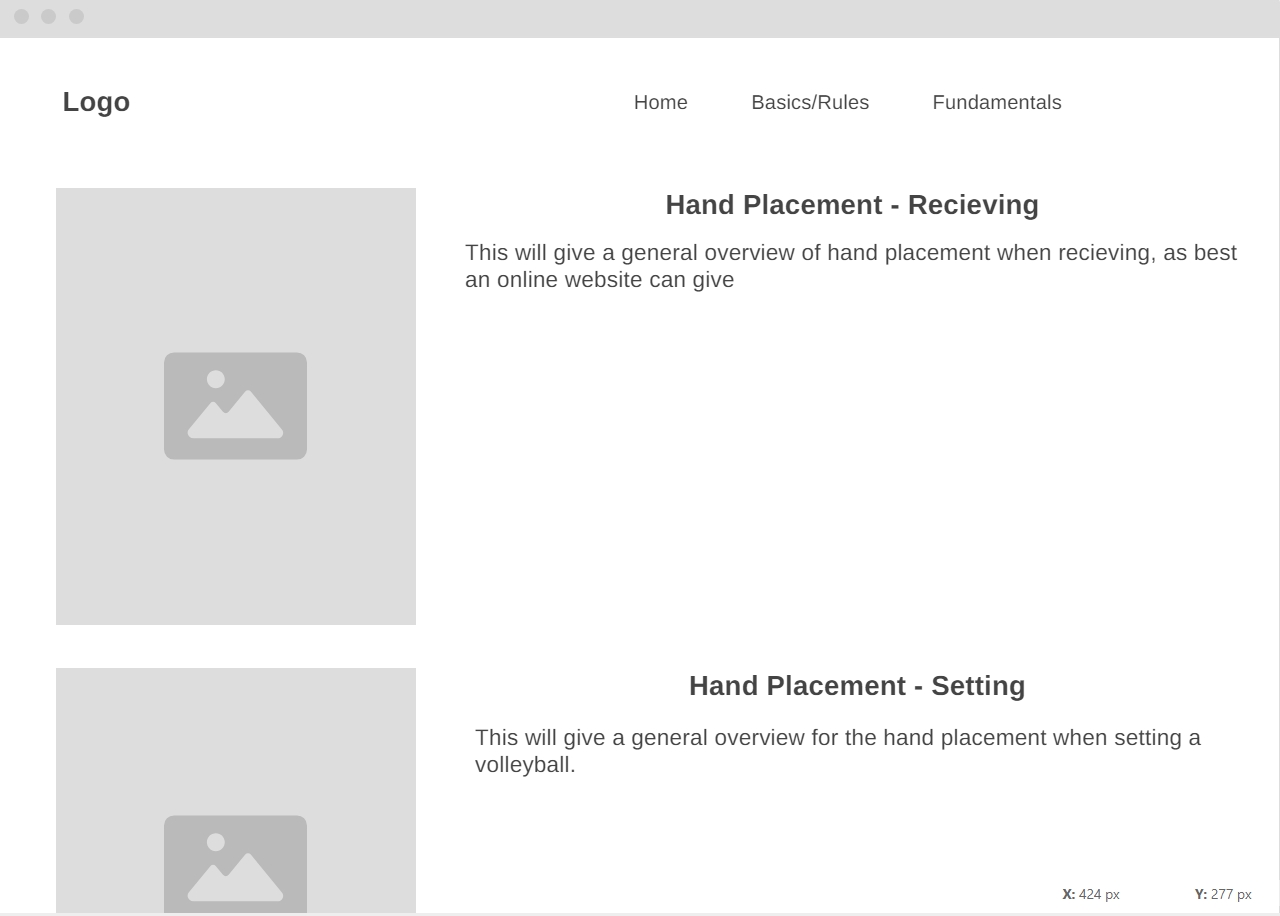 Logo
Home Basics/Rules Fundamentals
Hand Placement - Recieving
This will give a general overview of hand placement when recieving, as best
an online website can give
Hand Placement - Setting
This will give a general overview for the hand placement when setting a
volleyball.
X: 424 px Y: 277 px